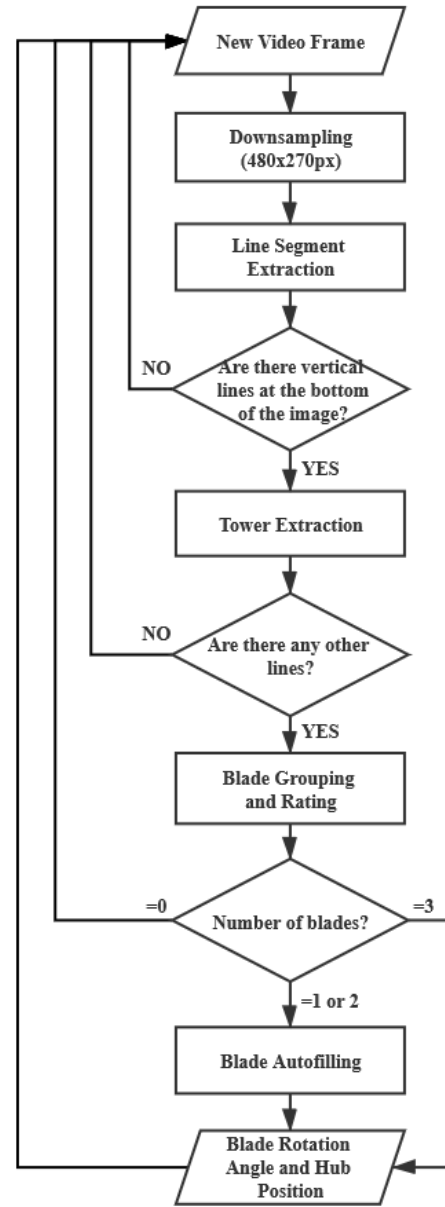 New Video Frame
Downsampling
(480x270px)
Line Segment
Extraction
NO
Are there vertical
lines at the bottom
of the image?
YES
Tower Extraction
NO
Are there any other
lines?
YES
Blade Grouping
and Rating
=0
Number of blades?
=3
=1 or 2
Blade Autofilling
Blade Rotation
Angle and Hub
Position